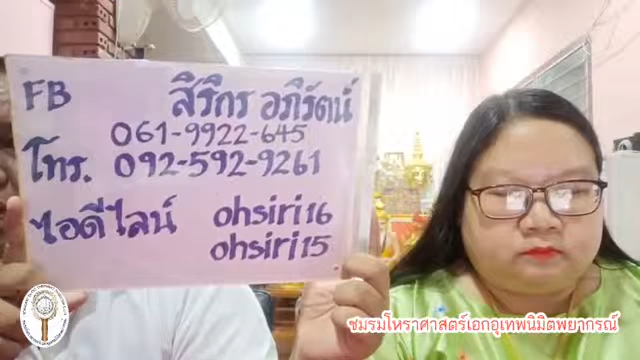 FB สิริกร อภิรัตน์
061-9922-645
โทร. 092-592-9261
ไอดีไลน์ ohsiri16
ohsiri15
ชมรมโหราศาสตร์เอกอุเทพนิมิตพยากรณ์